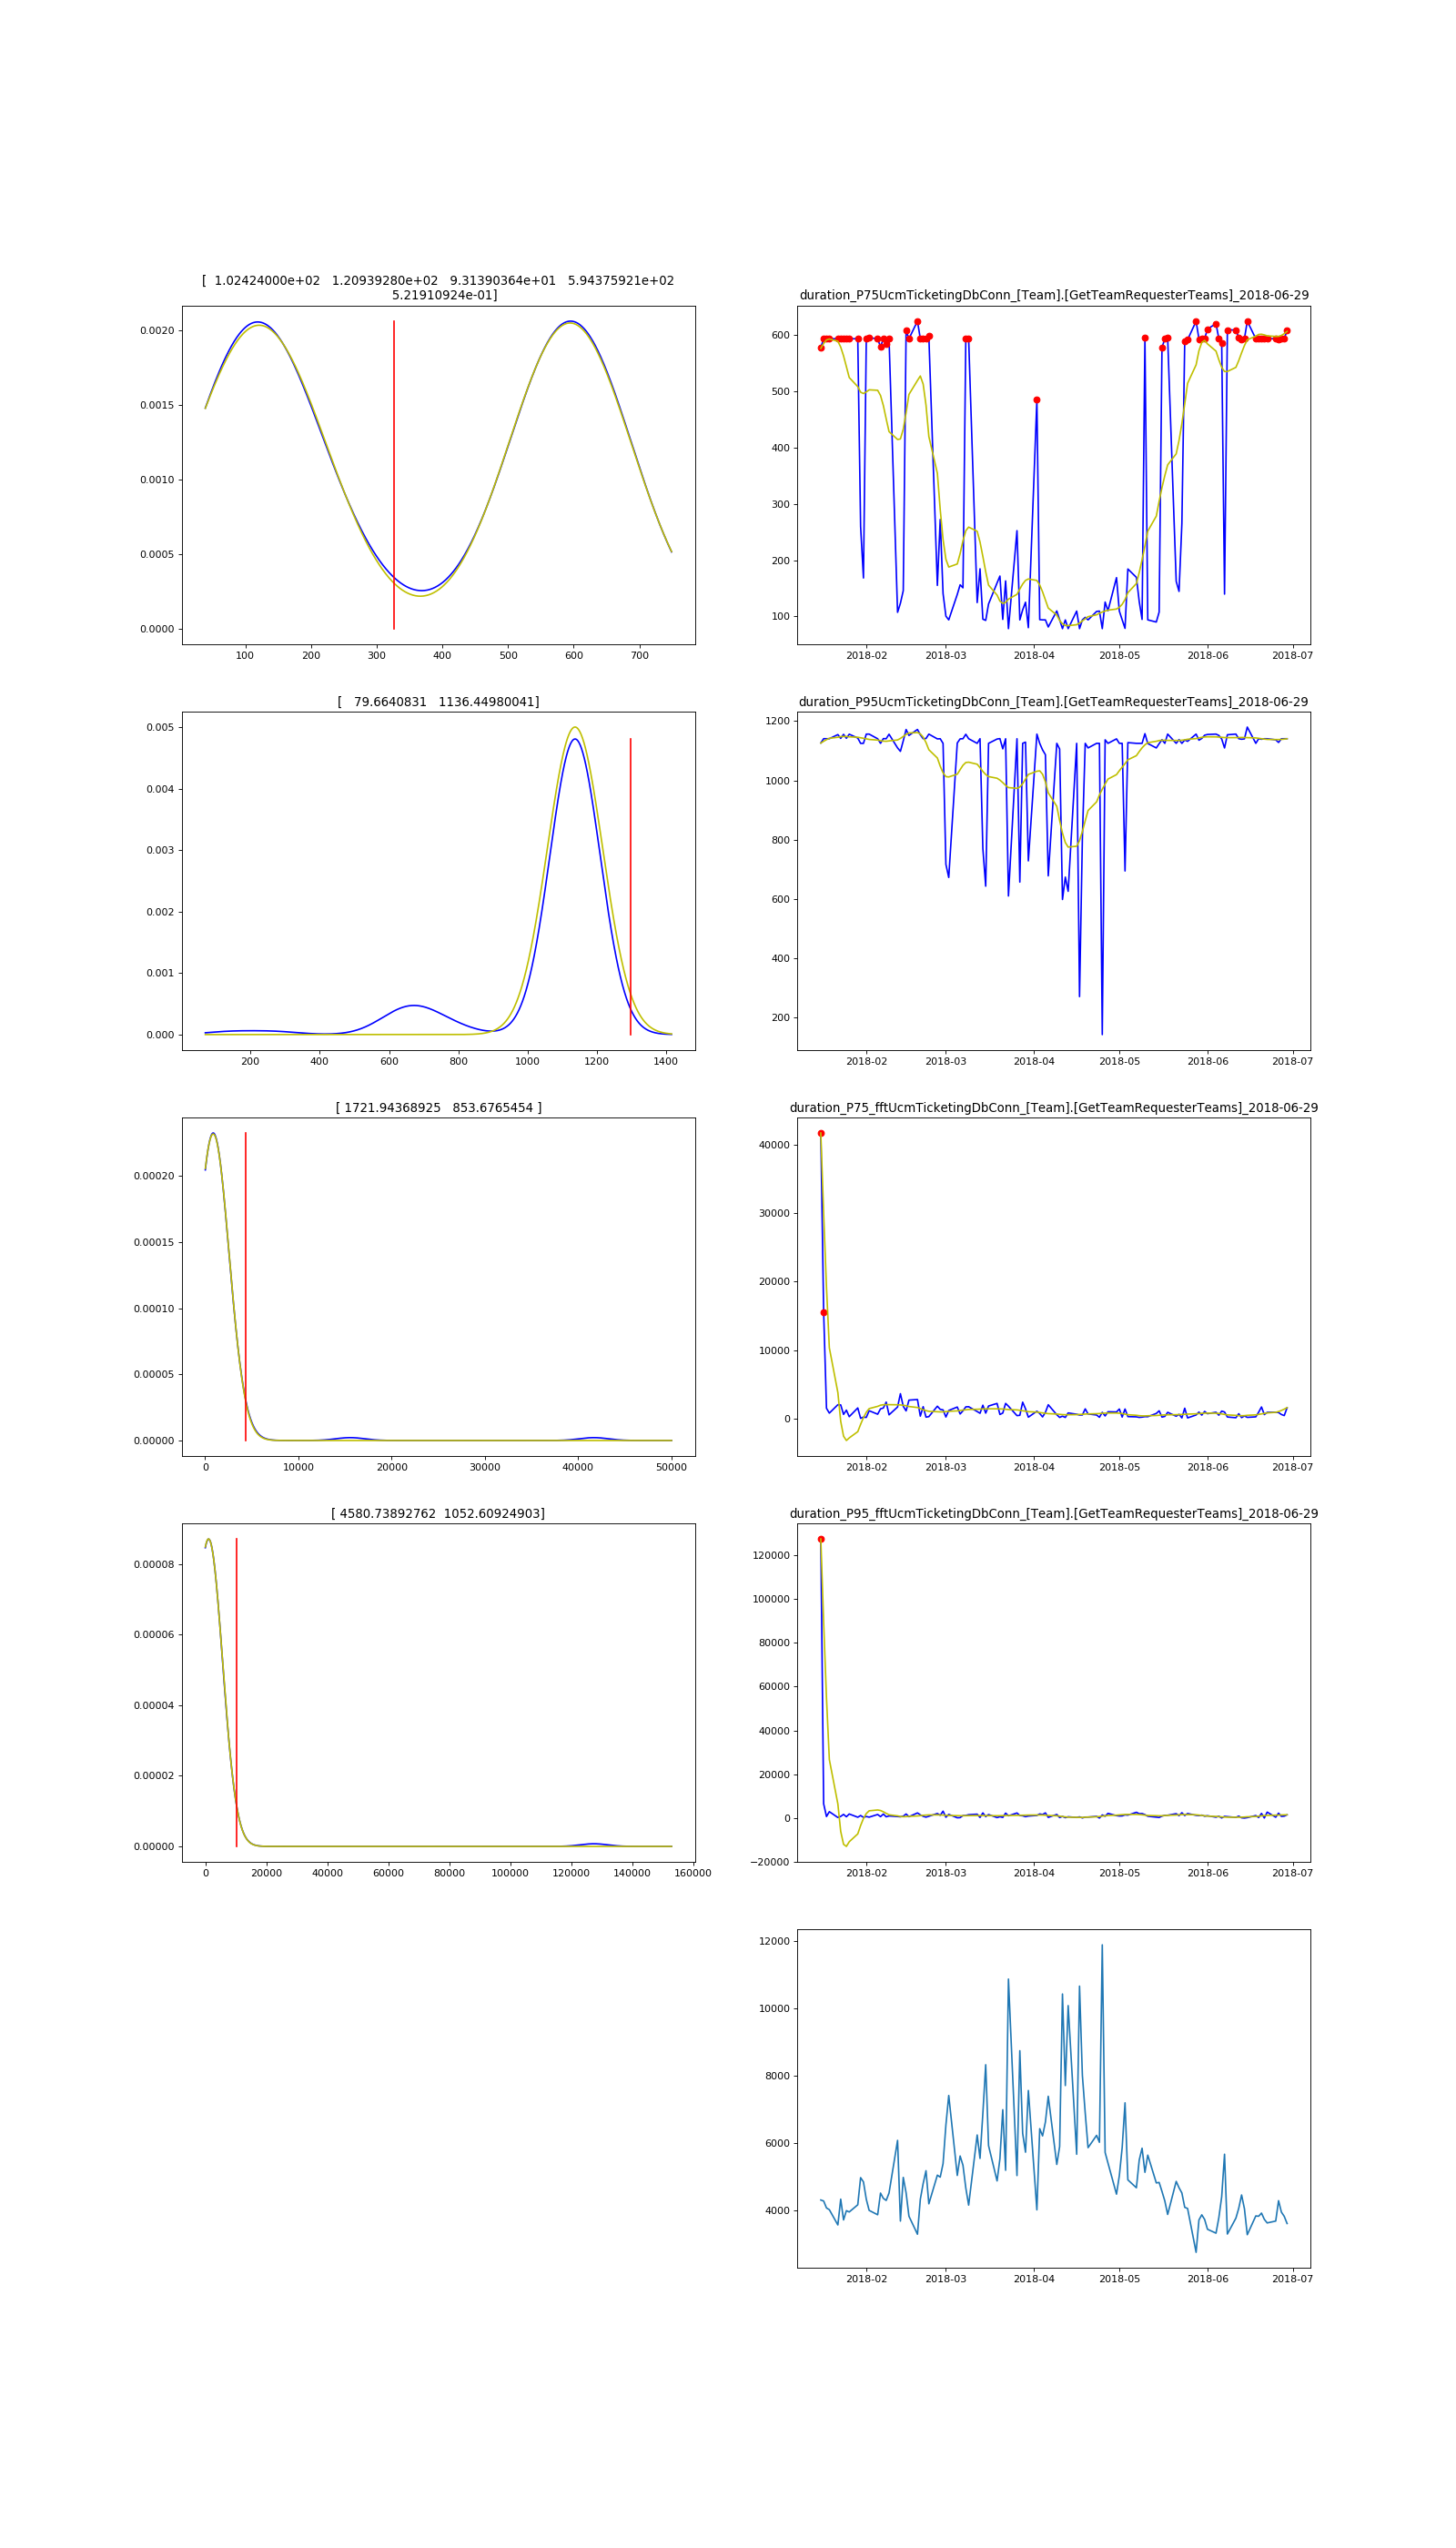 [  1.02424000e+02   1.20939280e+02   9.31390364e+01   5.94375921e+02
5.21910924e-01]
0.0020
0.0015
0.0010
0.0005
0.0000
100 200 300 400 500 600 700
duration_P75UcmTicketingDbConn_[Team].[GetTeamRequesterTeams]_2018-06-29
600
500
400
300
200
100
2018-02 2018-03 2018-04 2018-05 2018-06 2018-07
[   79.6640831   1136.44980041]
0.005
0.004
0.003
0.002
0.001
0.000
200 400 600 800 1000 1200 1400
duration_P95UcmTicketingDbConn_[Team].[GetTeamRequesterTeams]_2018-06-29
1200
1000
800
600
400
200
2018-02 2018-03 2018-04 2018-05 2018-06 2018-07
[ 1721.94368925   853.6765454 ]
0.00020
0.00015
0.00010
0.00005
0.00000
0 10000 20000 30000 40000 50000
duration_P75_fftUcmTicketingDbConn_[Team].[GetTeamRequesterTeams]_2018-06-29
40000
30000
20000
10000
0
2018-02 2018-03 2018-04 2018-05 2018-06 2018-07
[ 4580.73892762  1052.60924903]
0.00008
0.00006
0.00004
0.00002
0.00000
0 20000 40000 60000 80000 100000 120000 140000 160000
duration_P95_fftUcmTicketingDbConn_[Team].[GetTeamRequesterTeams]_2018-06-29
120000
100000
80000
60000
40000
20000
0
−20000
2018-02 2018-03 2018-04 2018-05 2018-06 2018-07
12000
10000
8000
6000
4000
2018-02 2018-03 2018-04 2018-05 2018-06 2018-07